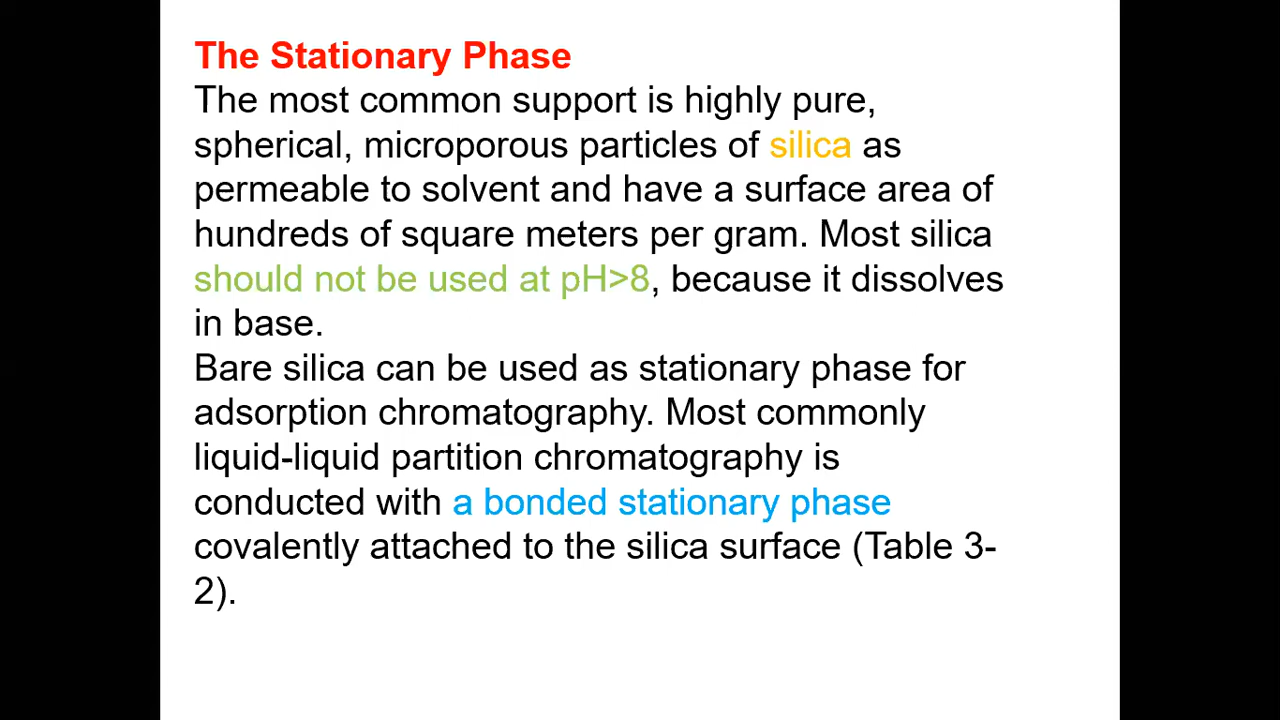 The Stationary Phase
The most common support is highly pure,
spherical, microporous particles of silica as
permeable to solvent and have a surface area of
hundreds of square meters per gram. Most silica
should not be used at pH>8, because it dissolves
in base.
Bare silica can be used as stationary phase for
adsorption chromatography. Most commonly
liquid-liquid partition chromatography is
conducted with a bonded stationary phase
covalently attached to the silica surface (Table 3-
2).